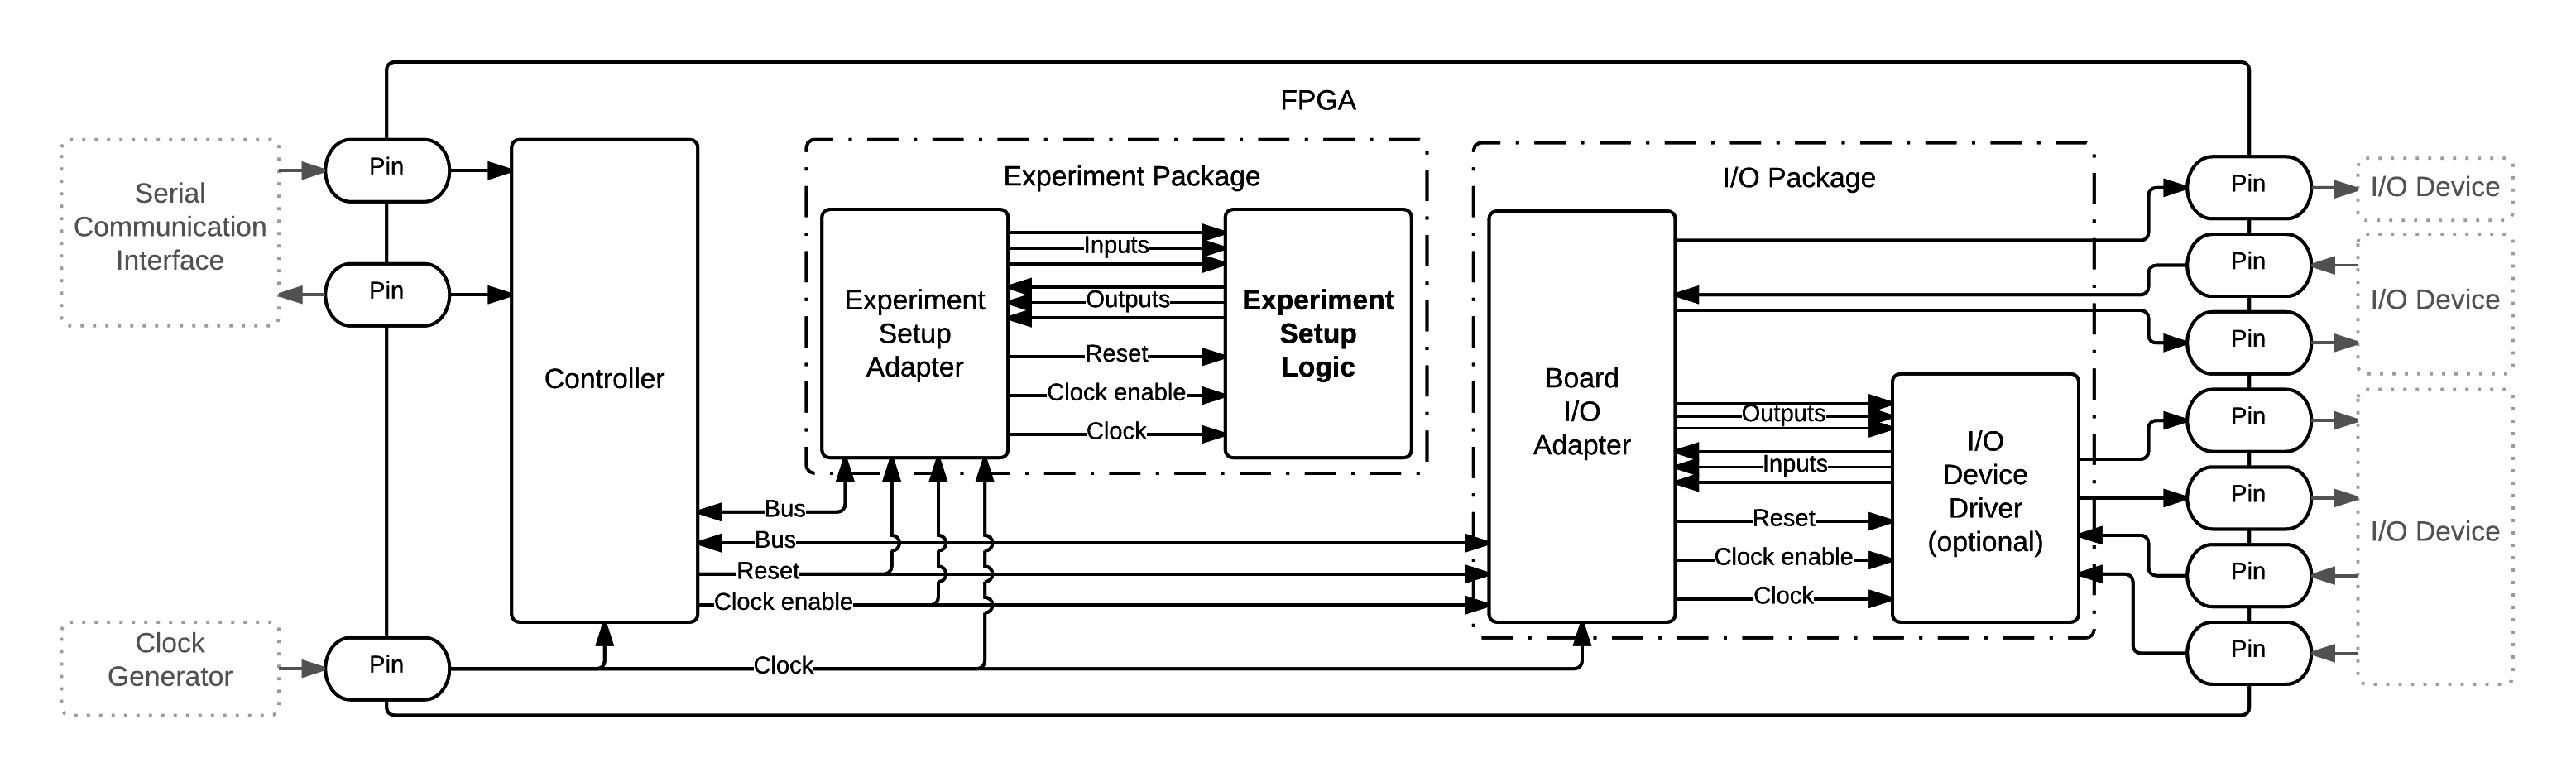 FPGA
Serial
Communication
Interface
Pin
Pin
Clock
Generator
Pin
Controller
Experiment Package
Experiment
Setup
Adapter
Inputs
Outputs
Reset
Clock enable
Clock
Experiment
Setup
Logic
Bus
Bus
Reset
Clock enable
Clock
I/O Package
Board
I/O
Adapter
Outputs
Inputs
Reset
Clock enable
Clock
I/O
Device
Driver
(optional)
Pin
Pin
Pin
Pin
Pin
Pin
Pin
I/O Device
I/O Device
I/O Device